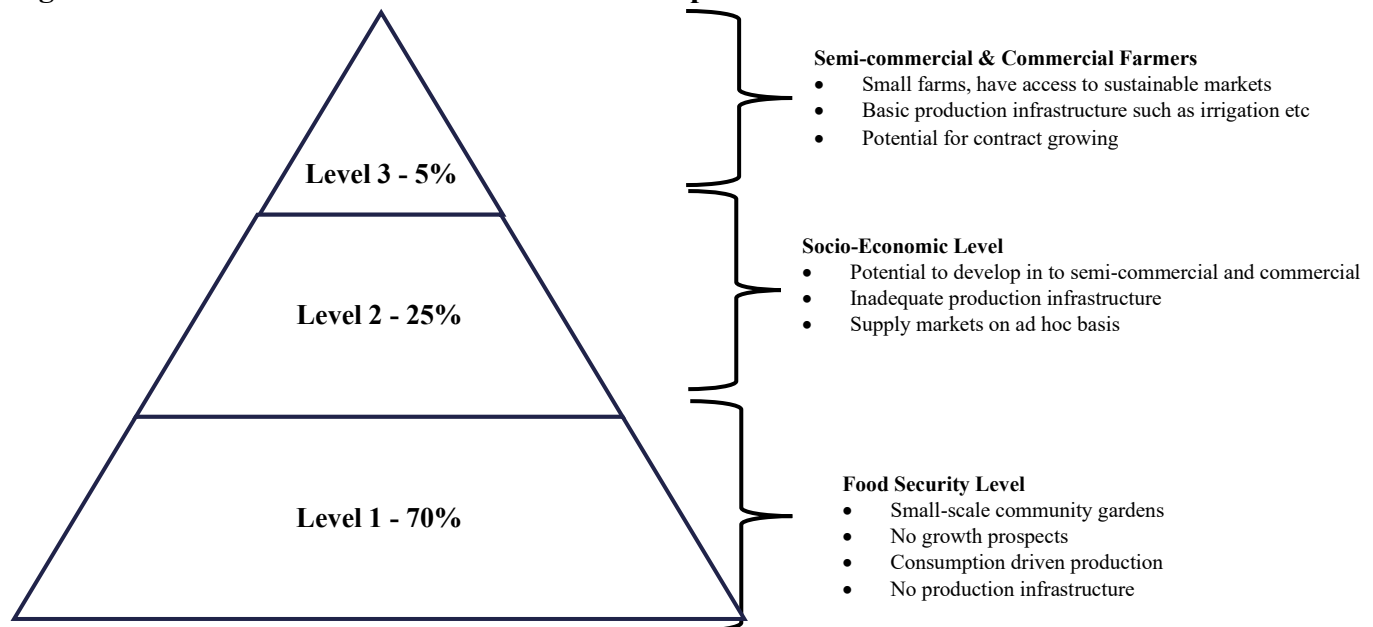 Semi-commercial & Commercial Farmers
• Small farms, have access to sustainable markets
• Basic production infrastructure such as irrigation etc
• Potential for contract growing
Level 3 - 5%
Socio-Economic Level
• Potential to develop in to semi-commercial and commercial
• Inadequate production infrastructure
• Supply markets on ad hoc basis
Level 2 - 25%
Food Security Level
• Small-scale community gardens
• No growth prospects
• Consumption driven production
• No production infrastructure
Level 1 - 70%